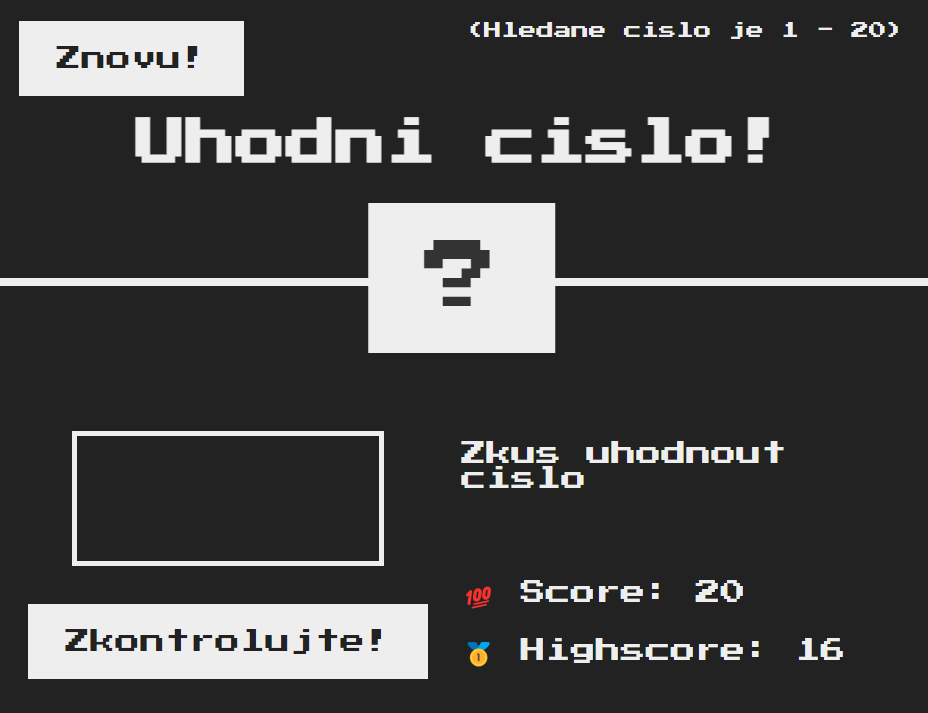 Znovu!
(Hledane cislo je 1 - 20)
Uhodni cislo!
?
Zkus uhodnout
cislo
💯 Score: 20
🥇 Highscore: 16
Zkontrolujte!